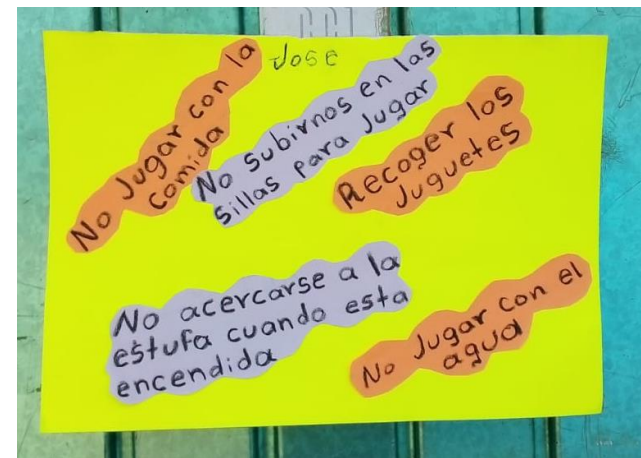 Jose
No Jugar con la
comida
No subirnos en las
sillas para Jugar
Recoger los
Juguetes
No acercarse a la
estufa cuando esta
encendida
No Jugar con el
agua